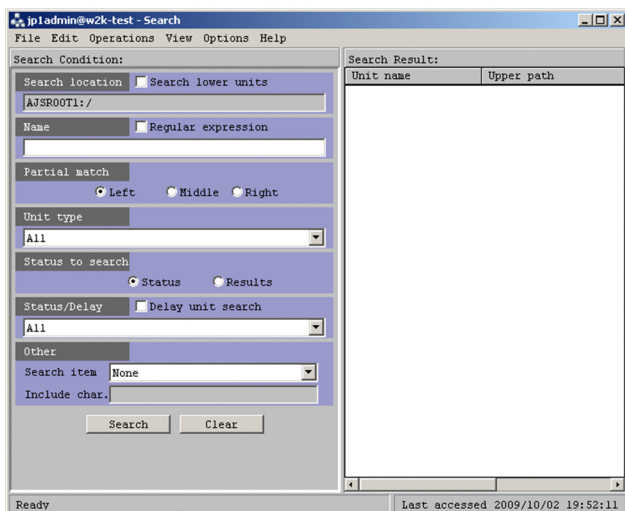 jp1admin@w2k-test - Search
File Edit Operations View Options Help
Search Condition:
Search location Search lower units
AJSROOT1:/
Name Regular expression
Partial match
Left Middle Right
Unit type
All
Status to search
Status Results
Status/Delay Delay unit search
All
Other
Search item None
Include char.
Search Clear
Search Result:
Unit name Upper path
Ready Last accessed 2009/10/02 19:52:11